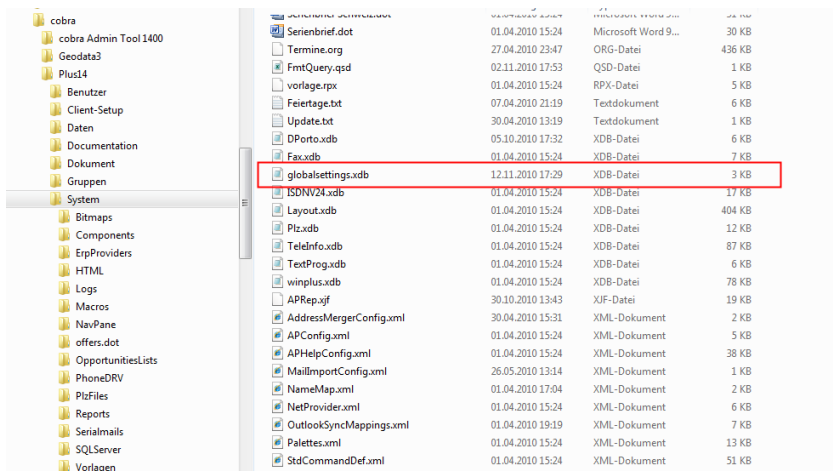 cobra
cobra Admin Tool 1400
Geodata3
Plus14
Benutzer
Client-Setup
Daten
Documentation
Dokument
Gruppen
System
Bitmaps
Components
ErpProviders
HTML
Logs
Macros
NavPane
offers.dot
OpportunitiesLists
PhoneDRV
PlzFiles
Reports
Serialmails
SQLServer
Vorlagen
Serienbrief Schweiz.dot 01.04.2010 15:24 Microsoft Word 9... 31 KB
Serienbrief.dot 01.04.2010 15:24 Microsoft Word 9... 30 KB
Termine.org 27.04.2010 23:47 ORG-Datei 436 KB
FmtQuery.qsd 02.11.2010 17:53 QSD-Datei 1 KB
vorlage.rpx 01.04.2010 15:24 RPX-Datei 5 KB
Feiertage.txt 07.04.2010 21:19 Textdokument 6 KB
Update.txt 30.04.2010 13:19 Textdokument 1 KB
DPorto.xdb 05.10.2010 17:32 XDB-Datei 6 KB
Fax.xdb 01.04.2010 15:24 XDB-Datei 7 KB
globalsettings.xdb 12.11.2010 17:29 XDB-Datei 3 KB
ISDNV24.xdb 01.04.2010 15:24 XDB-Datei 17 KB
Layout.xdb 01.04.2010 15:24 XDB-Datei 404 KB
Plz.xdb 01.04.2010 15:24 XDB-Datei 12 KB
TeleInfo.xdb 01.04.2010 15:24 XDB-Datei 87 KB
TextProg.xdb 01.04.2010 15:24 XDB-Datei 6 KB
winplus.xdb 01.04.2010 15:24 XDB-Datei 78 KB
APRep.xjf 30.10.2010 13:43 XJF-Datei 19 KB
AddressMergerConfig.xml 30.04.2010 15:31 XML-Dokument 2 KB
APConfig.xml 01.04.2010 15:24 XML-Dokument 5 KB
APHelpConfig.xml 01.04.2010 15:24 XML-Dokument 38 KB
MailImportConfig.xml 26.05.2010 13:14 XML-Dokument 1 KB
NameMap.xml 01.04.2010 17:04 XML-Dokument 2 KB
NetProvider.xml 01.04.2010 15:24 XML-Dokument 6 KB
OutlookSyncMappings.xml 01.04.2010 19:19 XML-Dokument 7 KB
Palettes.xml 01.04.2010 15:24 XML-Dokument 13 KB
StdCommandDef.xml 01.04.2010 15:24 XML-Dokument 51 KB